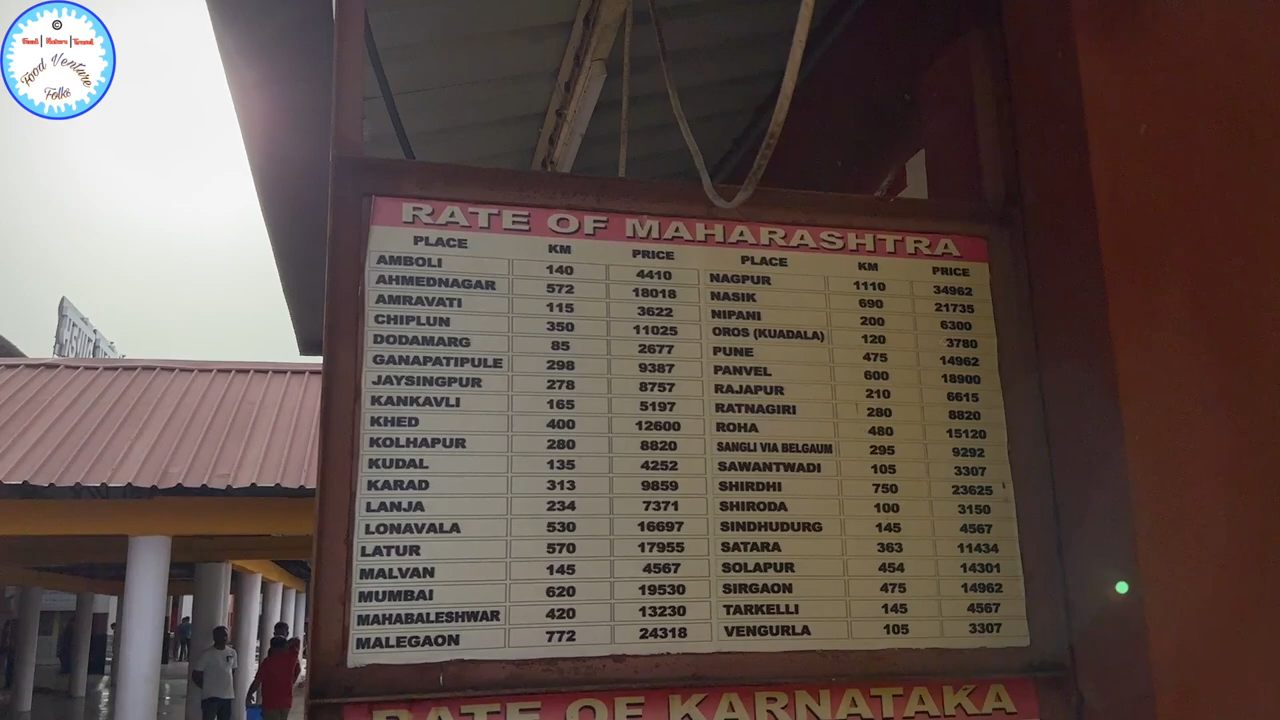 ©
Food | Nature | Travel
Food Venture
Folks
RATE OF MAHARASHTRA
PLACE KM PRICE PLACE KM PRICE
AMBOLI 140 4410 NAGPUR 1110 34962
AHMEDNAGAR 572 18018 NASIK 690 21735
AMRAVATI 115 3622 NIPANI 200 6300
CHIPLUN 350 11025 OROS (KUADALA) 120 3780
DODAMARG 85 2677 PUNE 475 14962
GANAPATIPULE 298 9387 PANVEL 600 18900
JAYSINGPUR 278 8757 RAJAPUR 210 6615
KANKAVLI 165 5197 RATNAGIRI 280 8820
KHED 400 12600 ROHA 480 15120
KOLHAPUR 280 8820 SANGLI VIA BELGAUM 295 9292
KUDAL 135 4252 SAWANTWADI 105 3307
KARAD 313 9859 SHIRDHI 750 23625
LANJA 234 7371 SHIRODA 100 3150
LONAVALA 530 16697 SINDHUDURG 145 4567
LATUR 570 17955 SATARA 363 11434
MALVAN 145 4567 SOLAPUR 454 14301
MUMBAI 620 19530 SIRGAON 475 14962
MAHABALESHWAR 420 13230 TARKELLI 145 4567
MALEGAON 772 24318 VENGURLA 105 3307
RATE OF KARNATAKA